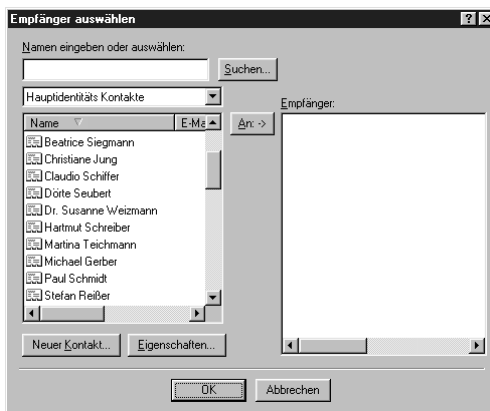 Empfänger auswählen
Namen eingeben oder auswählen:
Suchen...
Hauptidentitäts Kontakte
Empfänger:
Name E-Ma
An: ->
Beatrice Siegmann
Christiane Jung
Claudio Schiffer
Dörte Seubert
Dr. Susanne Weizmann
Hartmut Schreiber
Martina Teichmann
Michael Gerber
Paul Schmidt
Stefan Reißer
Neuer Kontakt... Eigenschaften...
OK Abbrechen